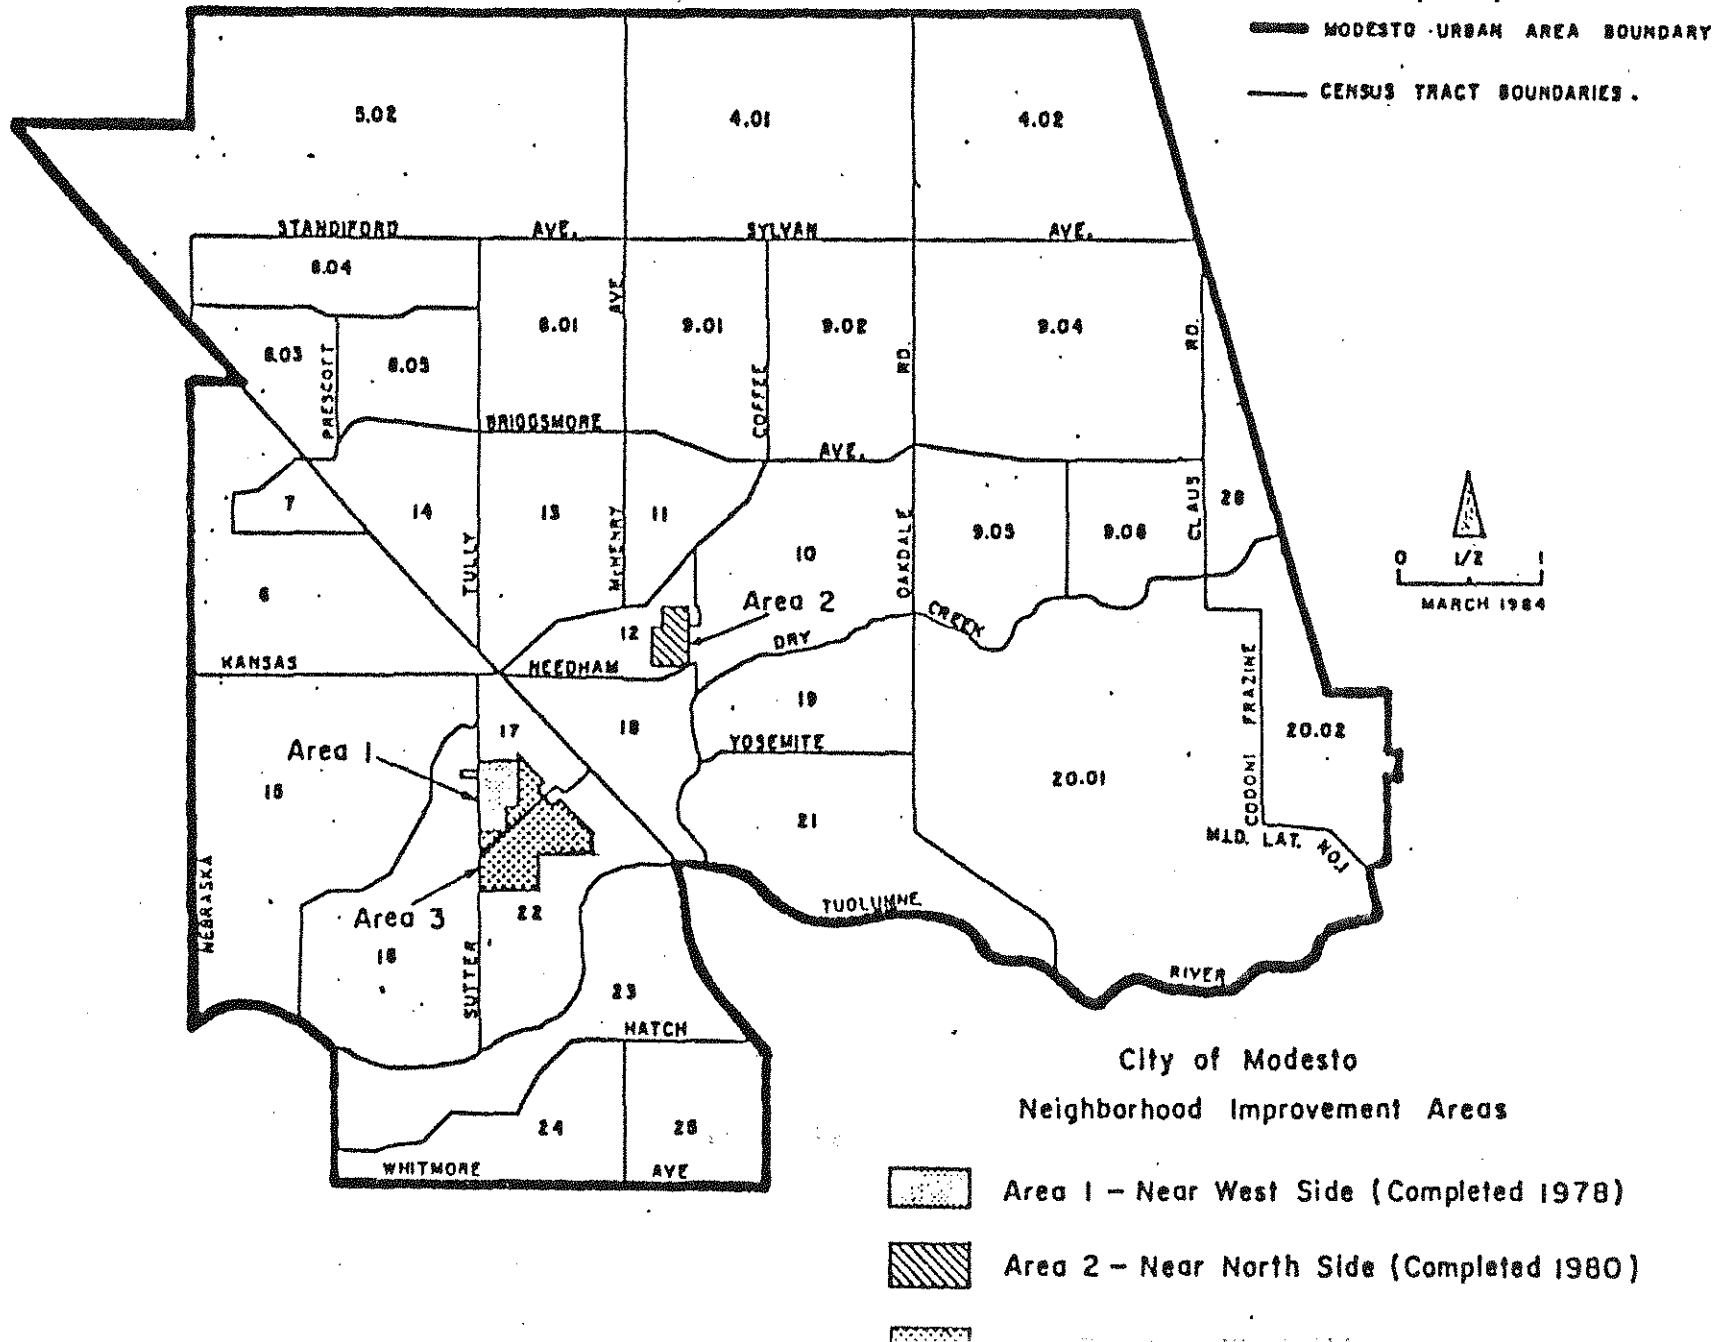 MODESTO URBAN AREA BOUNDARY
CENSUS TRACT BOUNDARIES.
5.02
4.01
4.02
STANDIFORD AVE. SYLVAN AVE.
8.04
AVE
8.01
9.01
9.02
9.04
RD.
RD.
8.03
PRESCOTT
8.05
COFFEE
BRIGGSMORE AVE.
7
14
13
11
10
9.05
9.06
CLAUS
28
TULLY
McHENRY
OAKDALE
0 1/2 1
MARCH 1984
6
12
Area 2
DRY CREEK
KANSAS
NEEDHAM
19
CODONI FRAZINE
20.02
17
18
YOSEMITE
Area 1
15
20.01
21
M.I.D. LAT. NO.1
NEBRASKA
Area 3
22
TUOLUMNE RIVER
16
SUTTER
23
HATCH
24
25
WHITMORE AVE
City of Modesto
Neighborhood Improvement Areas
Area 1 – Near West Side (Completed 1978)
Area 2 – Near North Side (Completed 1980)